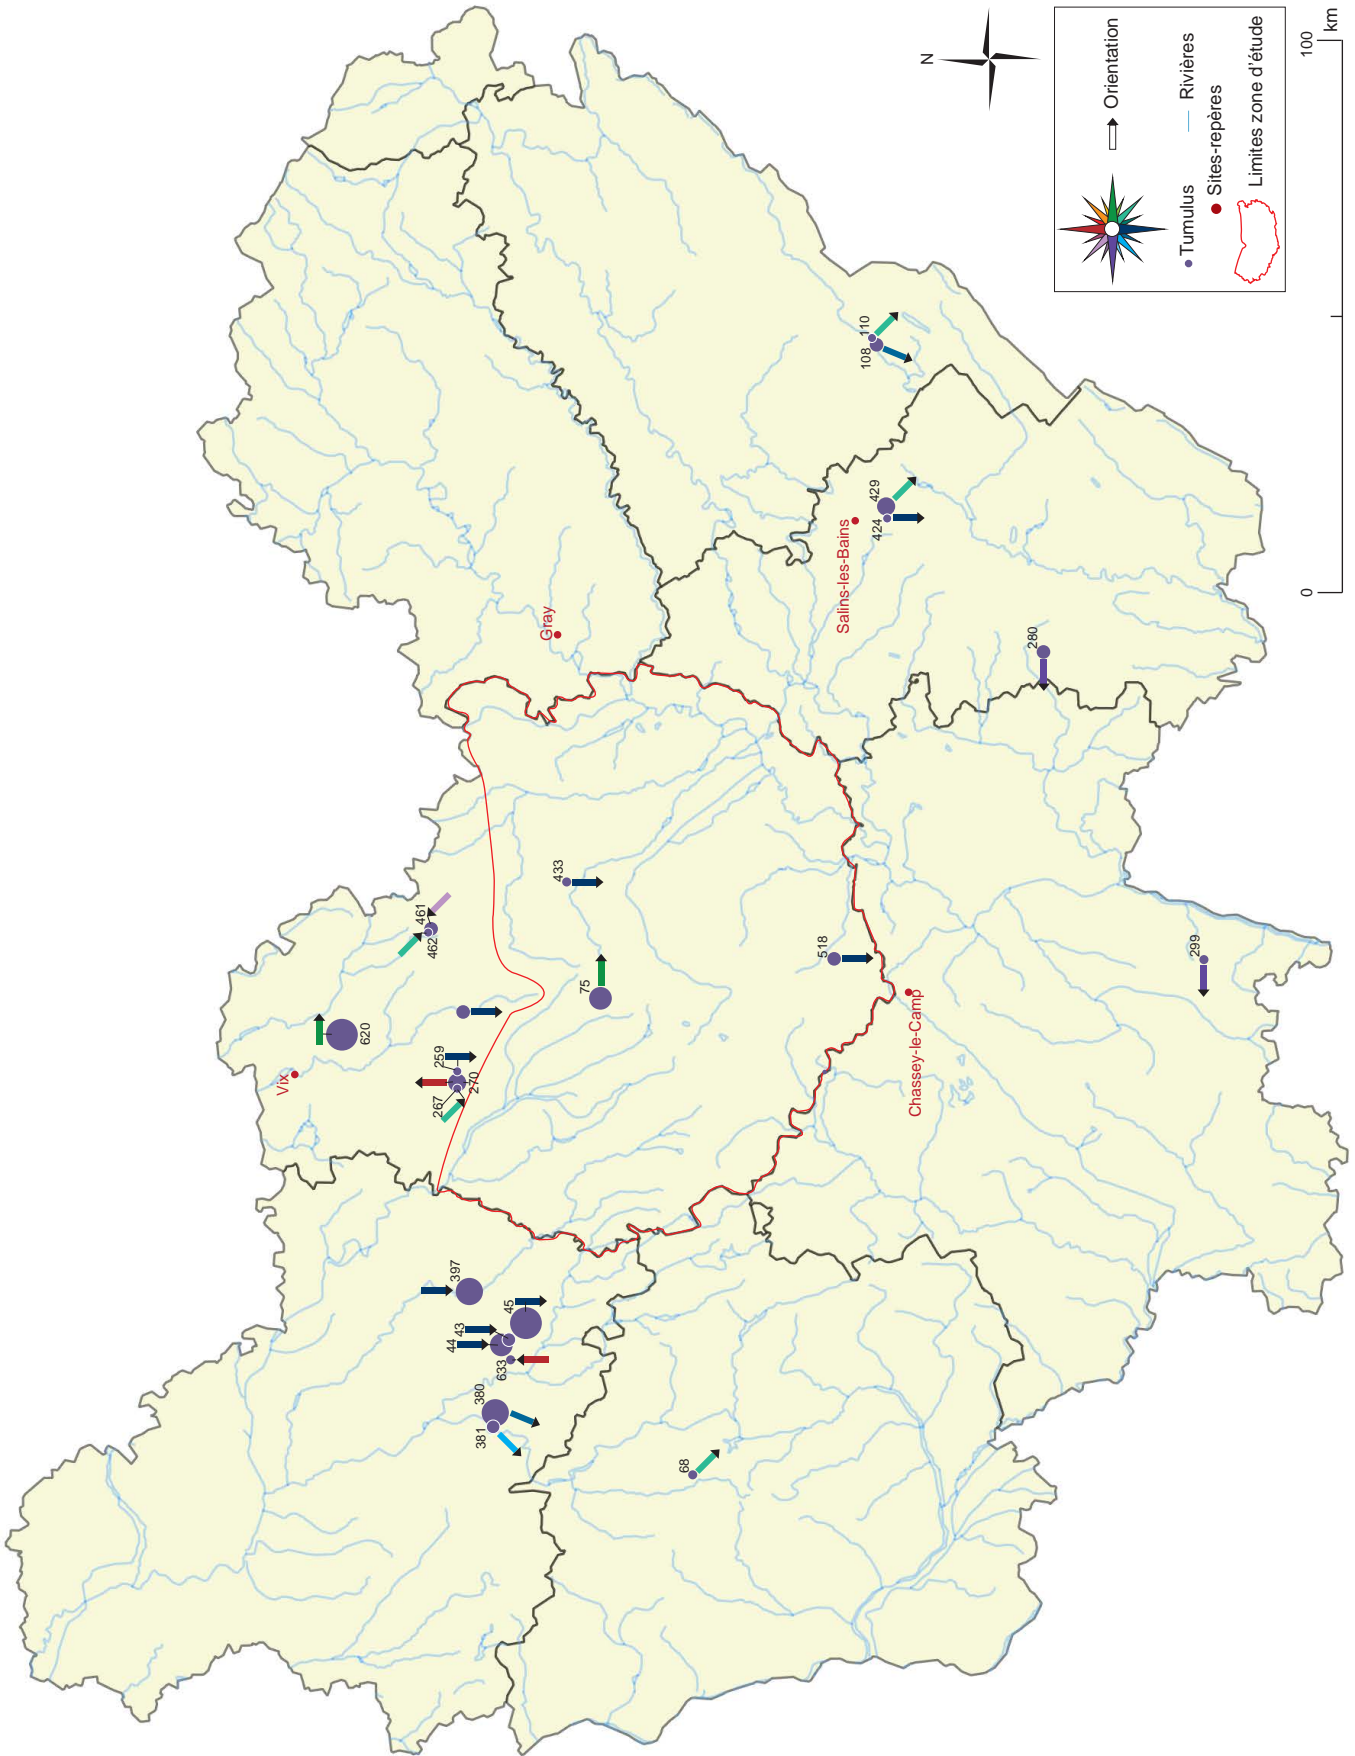 N
Orientation
Tumulus
Rivières
Sites-repères
Limites zone d'étude
0
100
km
Vix
Gray
Salins-les-Bains
Chassey-le-Camp
620
461
462
259
270
267
433
75
518
397
45
43
44
633
380
381
68
108
110
429
424
280
299